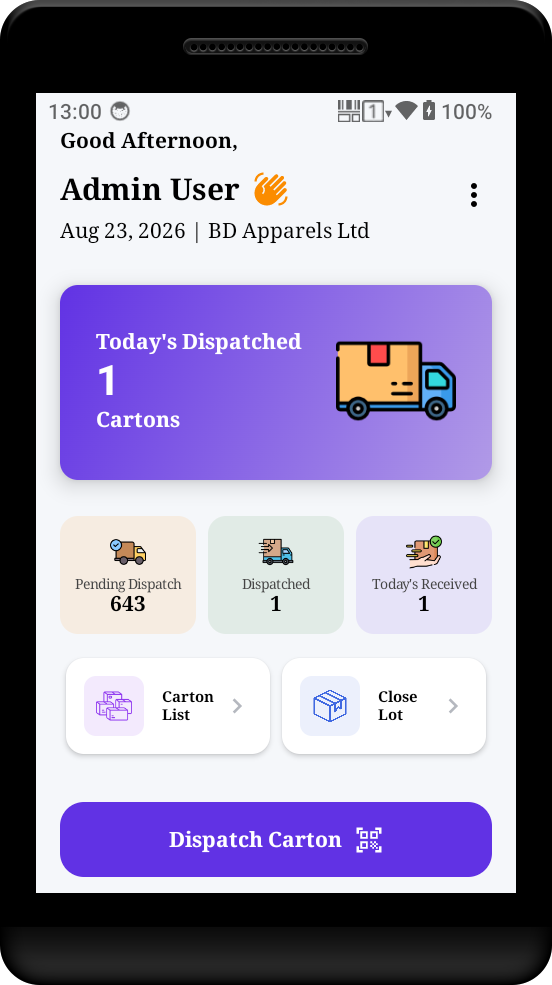 13:00 1 100%
Good Afternoon,
Admin User 👋
Aug 23, 2026 | BD Apparels Ltd
Today's Dispatched
1
Cartons
Pending Dispatch
643
Dispatched
1
Today's Received
1
Carton
List
Close
Lot
Dispatch Carton